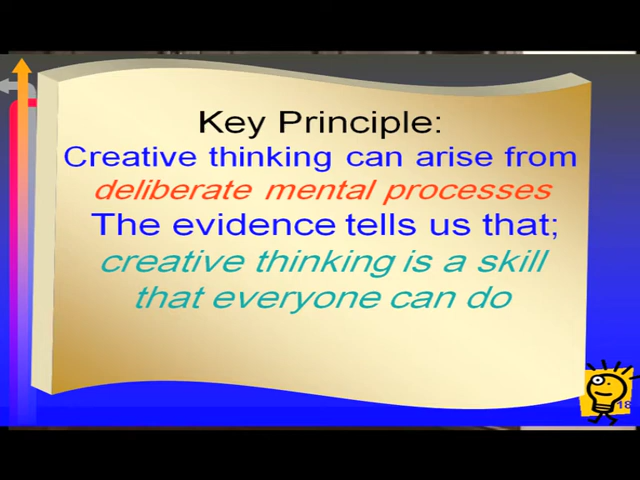 Key Principle:
Creative thinking can arise from
deliberate mental processes
The evidence tells us that;
creative thinking is a skill
that everyone can do
18